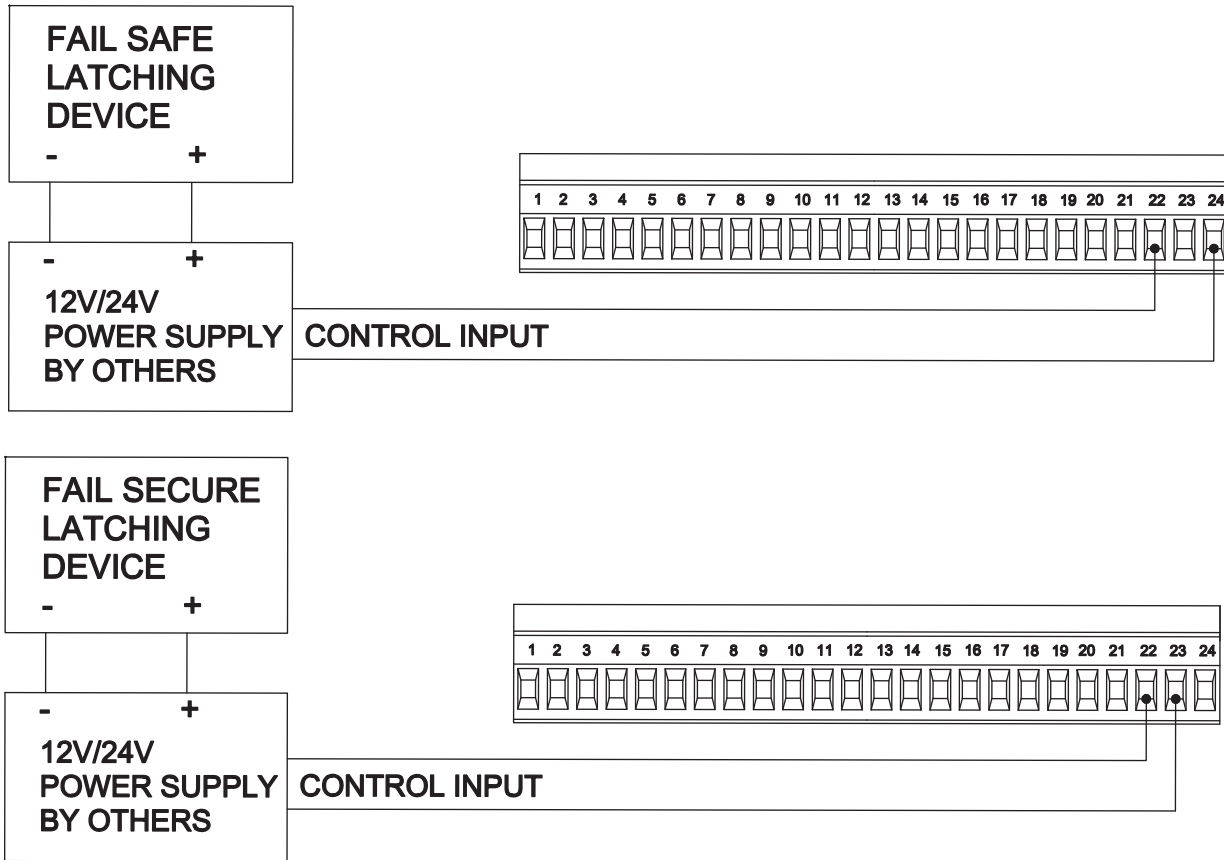 FAIL SAFE
LATCHING
DEVICE
- +
- +
12V/24V
POWER SUPPLY
BY OTHERS
CONTROL INPUT
1 2 3 4 5 6 7 8 9 10 11 12 13 14 15 16 17 18 19 20 21 22 23 24
FAIL SECURE
LATCHING
DEVICE
- +
- +
12V/24V
POWER SUPPLY
BY OTHERS
CONTROL INPUT
1 2 3 4 5 6 7 8 9 10 11 12 13 14 15 16 17 18 19 20 21 22 23 24